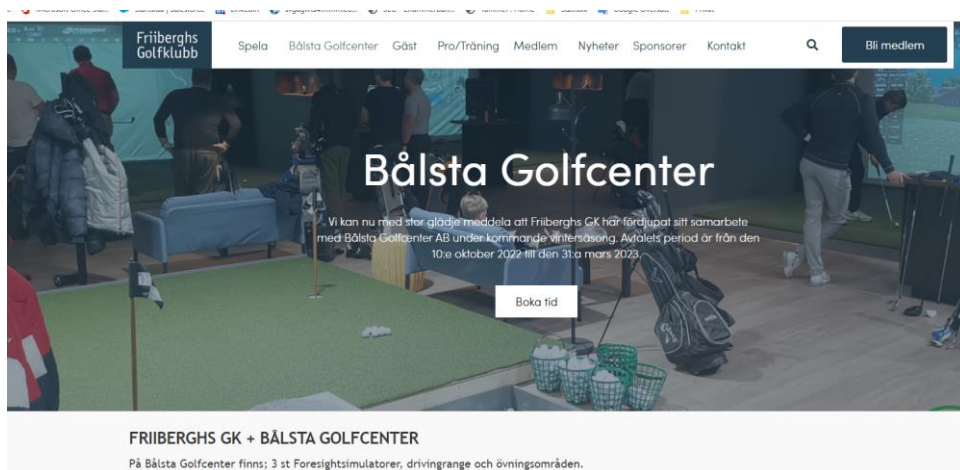 Friiberghs
Golfklubb
Spela Bålsta Golfcenter Gäst Pro/Träning Medlem Nyheter Sponsorer Kontakt Bli medlem
Bålsta Golfcenter
Vi kan nu med stor glädje meddela att Friiberghs GK har fördjupat sitt samarbete
med Bålsta Golfcenter AB under kommande vintersäsong. Avtalets period är från den
10:e oktober 2022 till den 31:a mars 2023.
Boka tid
FRIIBERGHS GK + BÅLSTA GOLFCENTER
På Bålsta Golfcenter finns; 3 st Foresightsimulatorer, drivingrange och övningsområden.